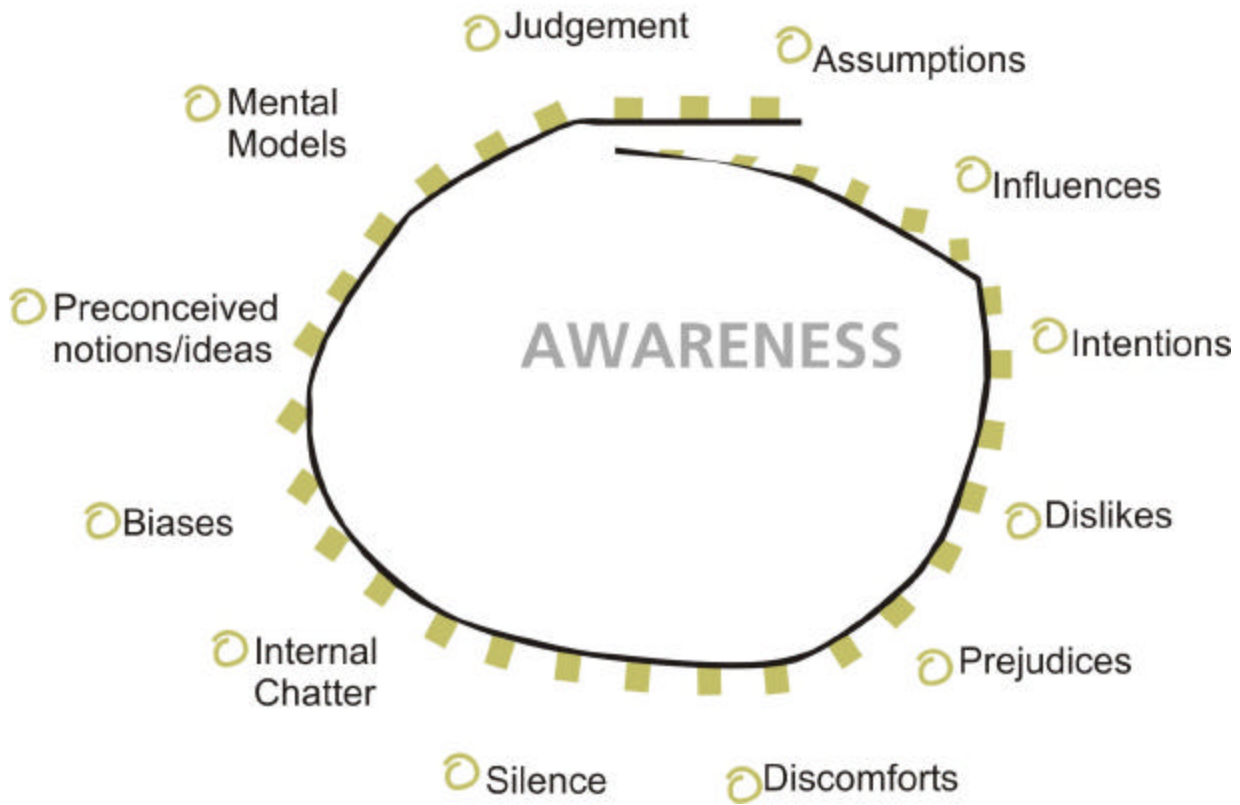 Judgement
Assumptions
Mental
Models
Influences
Preconceived
notions/ideas
AWARENESS
Intentions
Biases
Dislikes
Internal
Chatter
Prejudices
Silence
Discomforts